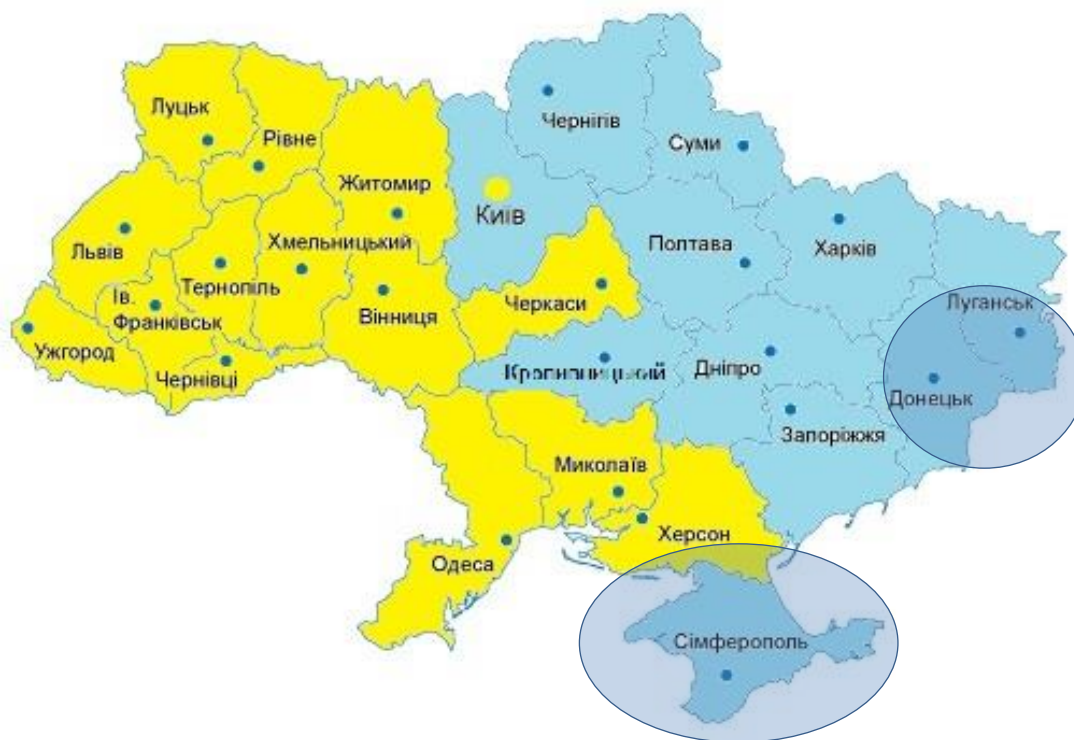 Луцьк
Рівне
Чернігів
Суми
Житомир
Київ
Львів
Хмельницький
Полтава
Харків
Тернопіль
Ів.
Франківськ
Вінниця
Черкаси
Луганськ
Ужгород
Чернівці
Кропивницький
Дніпро
Донецьк
Запоріжжя
Миколаїв
Херсон
Одеса
Сімферополь